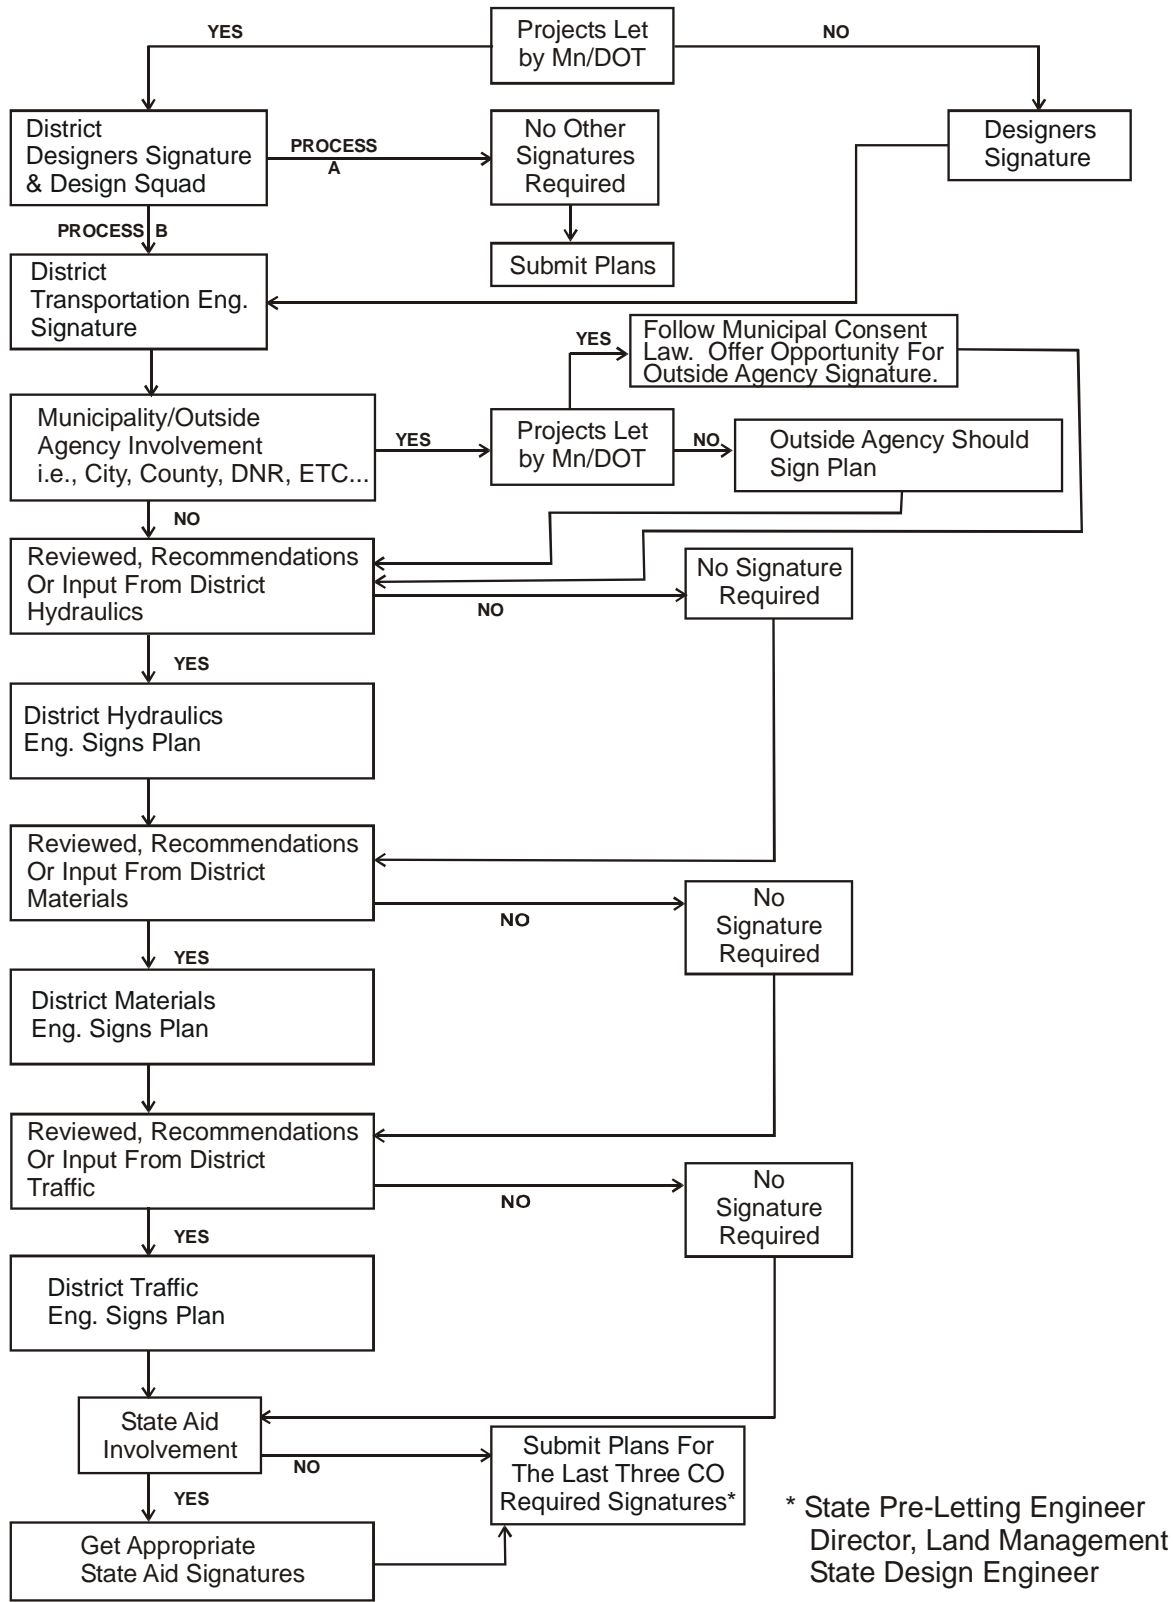 Projects Let
by Mn/DOT
YES
NO
District
Designers Signature
& Design Squad
PROCESS
A
No Other
Signatures
Required
Designers
Signature
PROCESS B
Submit Plans
District
Transportation Eng.
Signature
Follow Municipal Consent
Law. Offer Opportunity For
Outside Agency Signature.
YES
Municipality/Outside
Agency Involvement
i.e., City, County, DNR, ETC...
YES
Projects Let
by Mn/DOT
NO
Outside Agency Should
Sign Plan
NO
Reviewed, Recommendations
Or Input From District
Hydraulics
NO
No Signature
Required
YES
District Hydraulics
Eng. Signs Plan
Reviewed, Recommendations
Or Input From District
Materials
NO
No
Signature
Required
YES
District Materials
Eng. Signs Plan
Reviewed, Recommendations
Or Input From District
Traffic
NO
No
Signature
Required
YES
District Traffic
Eng. Signs Plan
State Aid
Involvement
NO
Submit Plans For
The Last Three CO
Required Signatures*
YES
Get Appropriate
State Aid Signatures
* State Pre-Letting Engineer
Director, Land Management
State Design Engineer